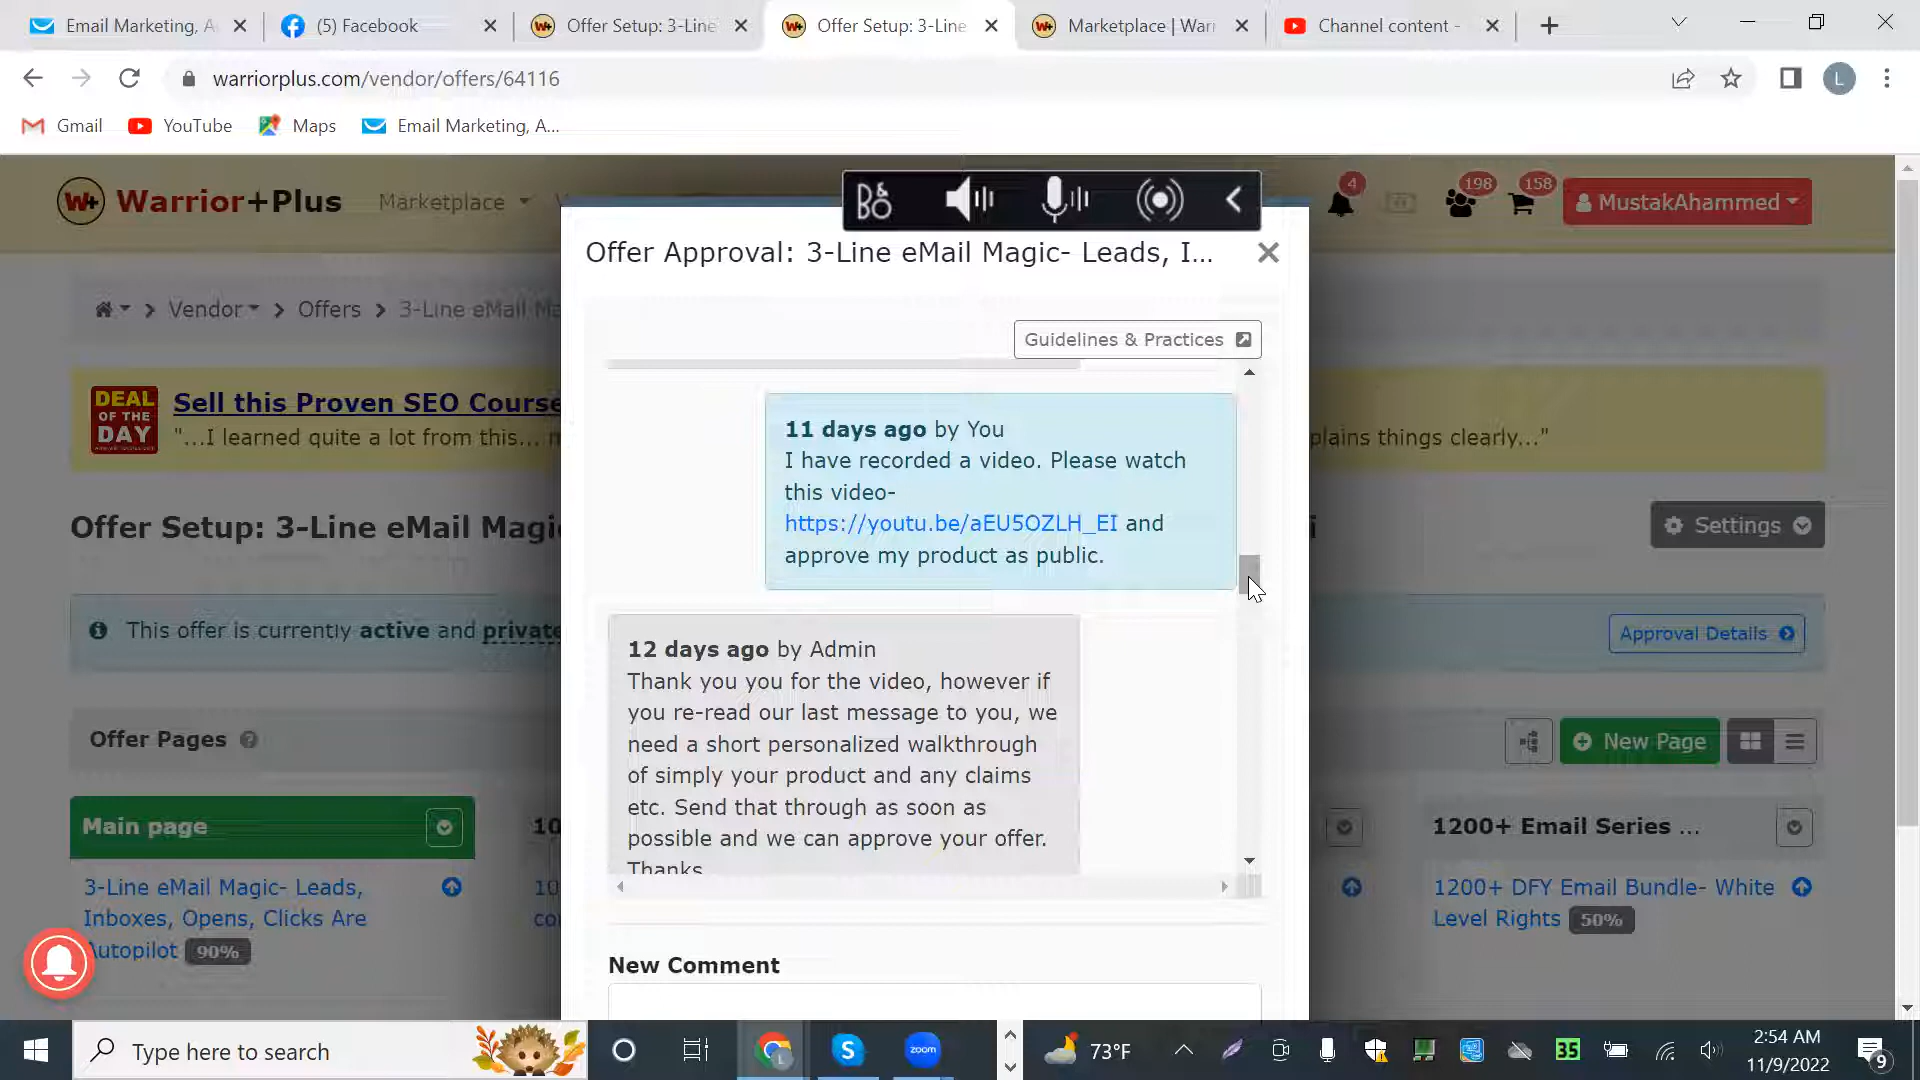 Email Marketing, A
(5) Facebook
Offer Setup: 3-Line
Offer Setup: 3-Line
Marketplace | Warr
Channel content -
warriorplus.com/vendor/offers/64116
L
Gmail
YouTube
Maps
Email Marketing, A...
W+ Warrior+Plus
Marketplace
4
198
158
MustakAhammed
B&O
Offer Approval: 3-Line eMail Magic- Leads, I...
Vendor
Offers
3-Line eMail Ma
Guidelines & Practices
DEAL
OF THE
DAY
Sell this Proven SEO Course
"...I learned quite a lot from this...
plains things clearly..."
11 days ago by You
I have recorded a video. Please watch
this video-
https://youtu.be/aEU5OZLH_EI and
approve my product as public.
Offer Setup: 3-Line eMail Magi
Settings
This offer is currently active and private
Approval Details
12 days ago by Admin
Thank you you for the video, however if
you re-read our last message to you, we
need a short personalized walkthrough
of simply your product and any claims
etc. Send that through as soon as
possible and we can approve your offer.
Thanks
Offer Pages
New Page
Main page
10
1200+ Email Series ...
3-Line eMail Magic- Leads,
Inboxes, Opens, Clicks Are
Autopilot 90%
10
co
1200+ DFY Email Bundle- White
Level Rights 50%
New Comment
Type here to search
L
S
zoom
73°F
35
2:54 AM
11/9/2022
9